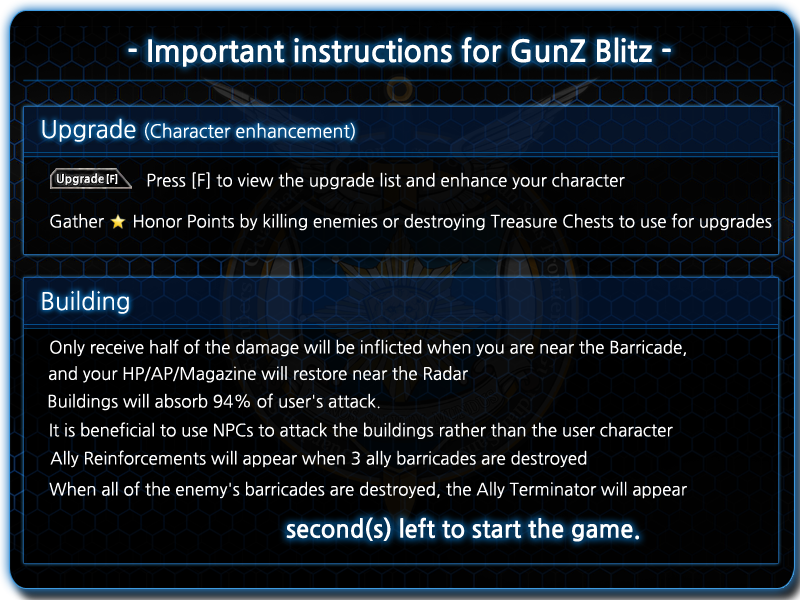 - Important instructions for GunZ Blitz -
Upgrade (Character enhancement)
Upgrade[F] Press [F] to view the upgrade list and enhance your character
Gather ⭐ Honor Points by killing enemies or destroying Treasure Chests to use for upgrades
Building
Only receive half of the damage will be inflicted when you are near the Barricade,
and your HP/AP/Magazine will restore near the Radar
Buildings will absorb 94% of user's attack.
It is beneficial to use NPCs to attack the buildings rather than the user character
Ally Reinforcements will appear when 3 ally barricades are destroyed
When all of the enemy's barricades are destroyed, the Ally Terminator will appear
second(s) left to start the game.